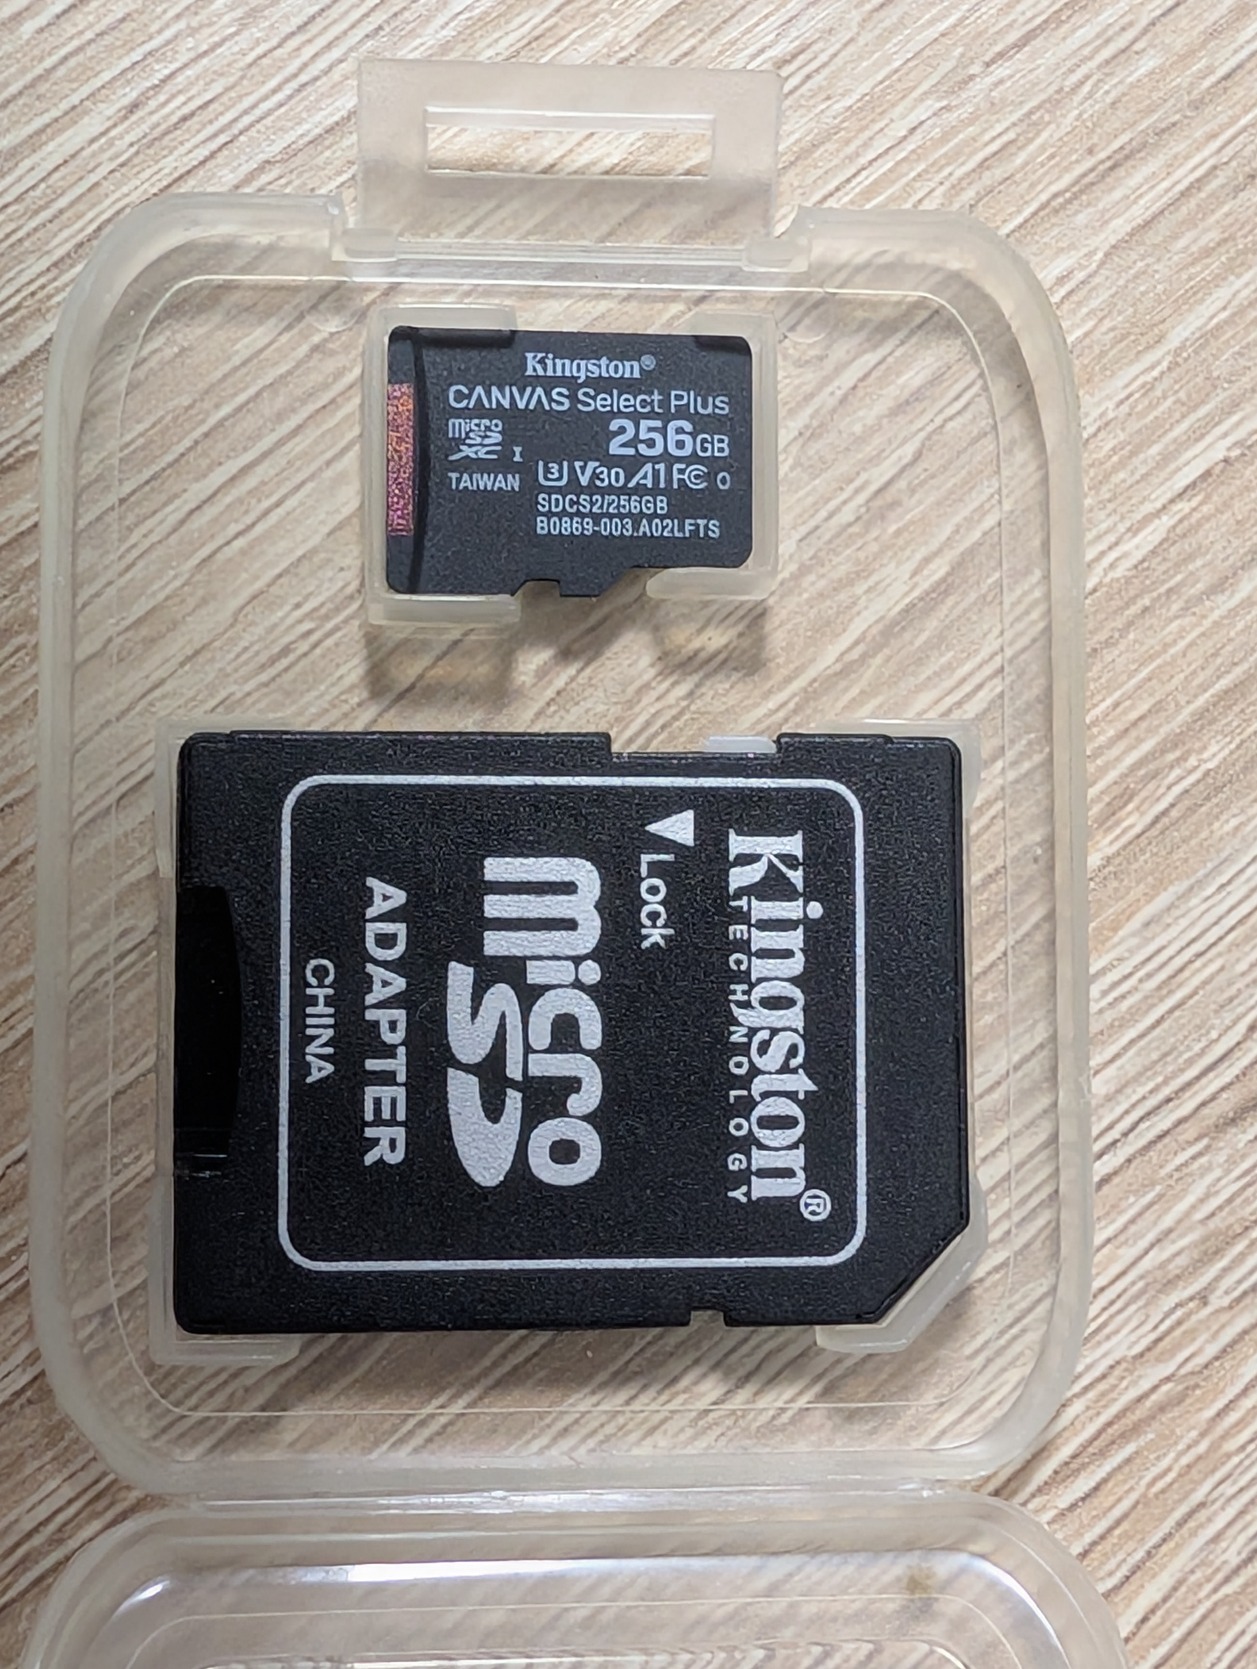 Kingston®
CANVAS Select Plus
micro SD XC I 256GB
TAIWAN U3 V30 A1 FC 0
SDCS2/256GB
B0869-003.A02LFTS
Kingston®
TECHNOLOGY
Lock
micro
SD
ADAPTER
CHINA